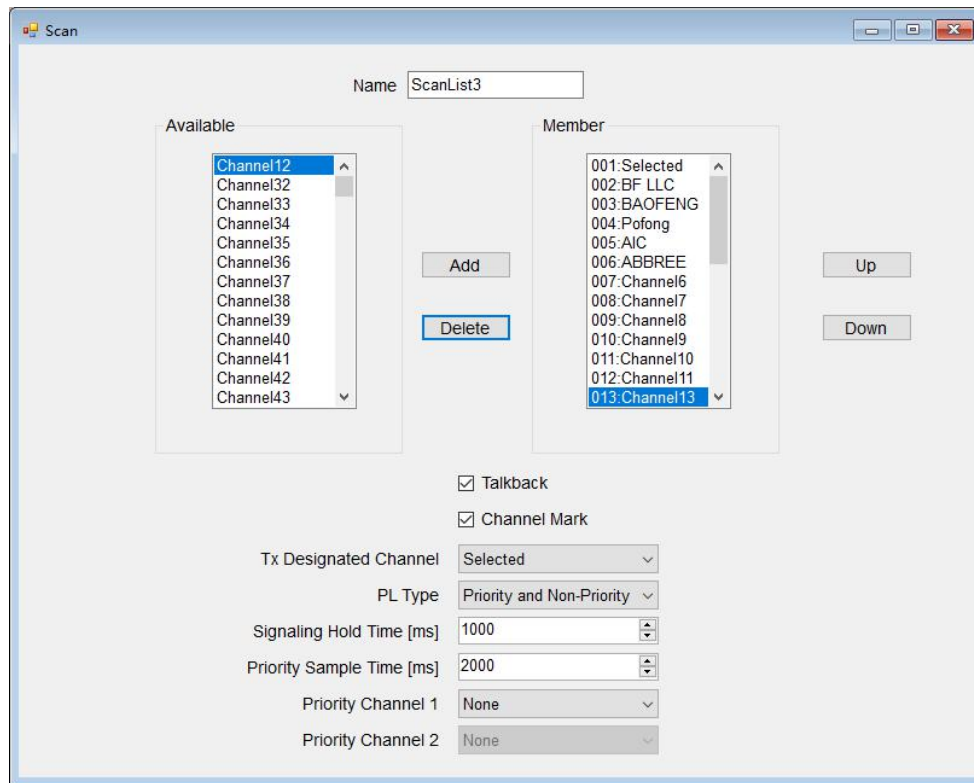 Scan
Name ScanList3
Available
Member
Channel12
Channel32
Channel33
Channel34
Channel35
Channel36
Channel37
Channel38
Channel39
Channel40
Channel41
Channel42
Channel43
Add
Delete
001:Selected
002:BF LLC
003:BAOFENG
004:Pofong
005:AIC
006:ABBREE
007:Channel6
008:Channel7
009:Channel8
010:Channel9
011:Channel10
012:Channel11
013:Channel13
Up
Down
Talkback
Channel Mark
Tx Designated Channel Selected
PL Type Priority and Non-Priority
Signaling Hold Time [ms] 1000
Priority Sample Time [ms] 2000
Priority Channel 1 None
Priority Channel 2 None